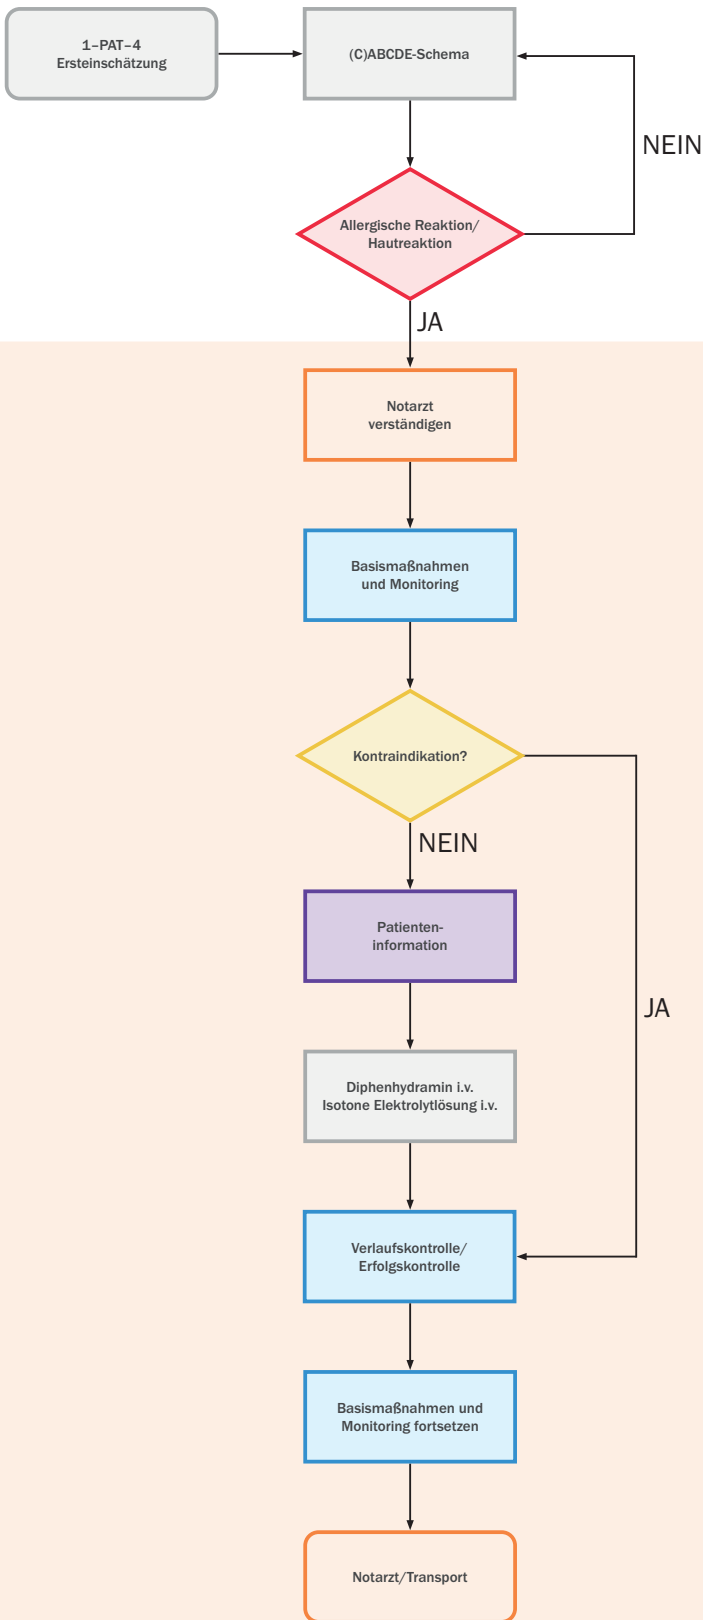 1–PAT–4
Ersteinschätzung
(C)ABCDE-Schema
NEIN
Allergische Reaktion/
Hautreaktion
JA
Notarzt
verständigen
Basismaßnahmen
und Monitoring
Kontraindikation?
NEIN
Patienten-
information
JA
Diphenhydramin i.v.
Isotone Elektrolytlösung i.v.
Verlaufskontrolle/
Erfolgskontrolle
Basismaßnahmen und
Monitoring fortsetzen
Notarzt/Transport